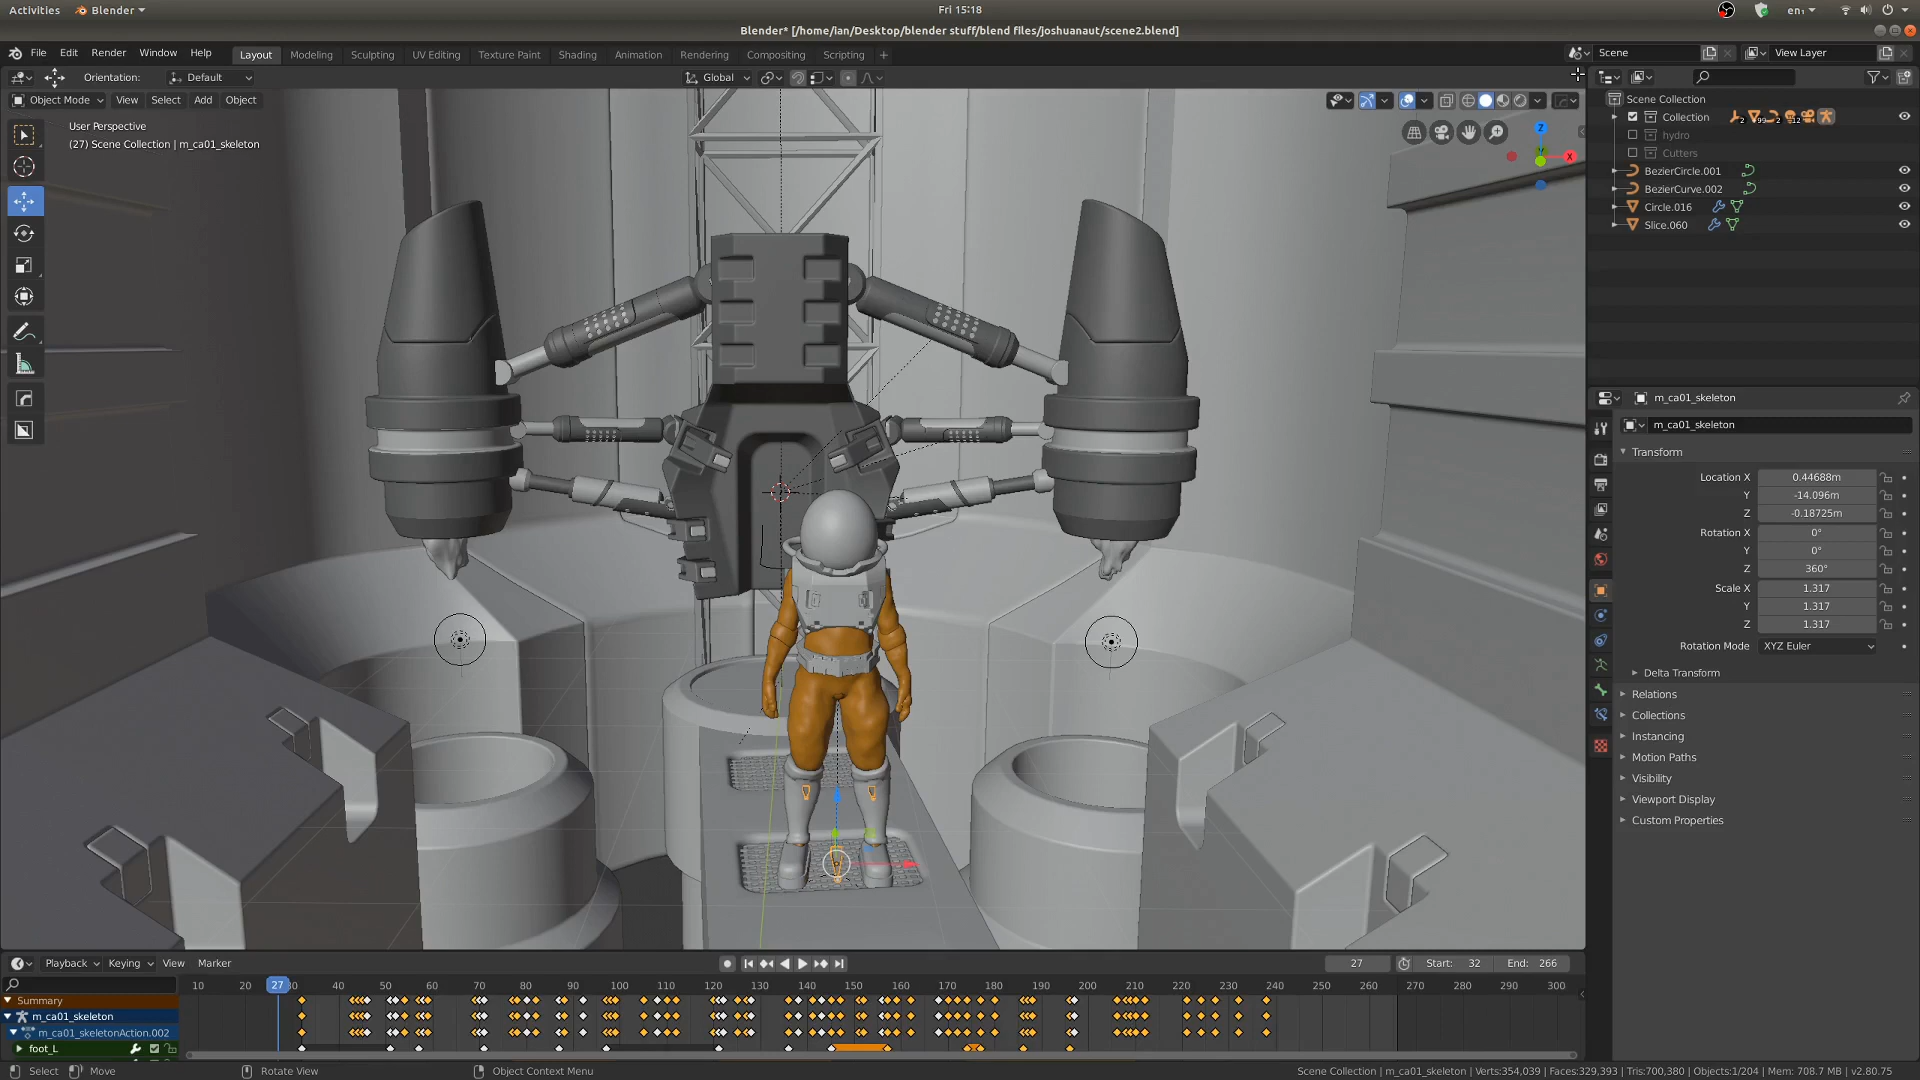 Activities Blender Fri 15:18 en₁
Blender* [/home/ian/Desktop/blender stuff/blend files/joshuanaut/scene2.blend]
File Edit Render Window Help Layout Modeling Sculpting UV Editing Texture Paint Shading Animation Rendering Compositing Scripting + Scene View Layer
Orientation: Default Global
Object Mode View Select Add Object
Scene Collection
Collection 2 99 2 12
hydro
Cutters
BezierCircle.001
BezierCurve.002
Circle.016
Slice.060
User Perspective
(27) Scene Collection | m_ca01_skeleton
Z
X
m_ca01_skeleton
m_ca01_skeleton
Transform
Location X 0.44688m
Y -14.096m
Z -0.18725m
Rotation X 0°
Y 0°
Z 360°
Scale X 1.317
Y 1.317
Z 1.317
Rotation Mode XYZ Euler
Delta Transform
Relations
Collections
Instancing
Motion Paths
Visibility
Viewport Display
Custom Properties
Playback Keying View Marker 27 Start: 32 End: 266
10 20 27 30 40 50 60 70 80 90 100 110 120 130 140 150 160 170 180 190 200 210 220 230 240 250 260 270 280 290 300
Summary
m_ca01_skeleton
m_ca01_skeletonAction.002
foot_L
Select Move Rotate View Object Context Menu Scene Collection | m_ca01_skeleton | Verts:354,039 | Faces:329,393 | Tris:700,380 | Objects:1/204 | Mem: 708.7 MB | v2.80.75